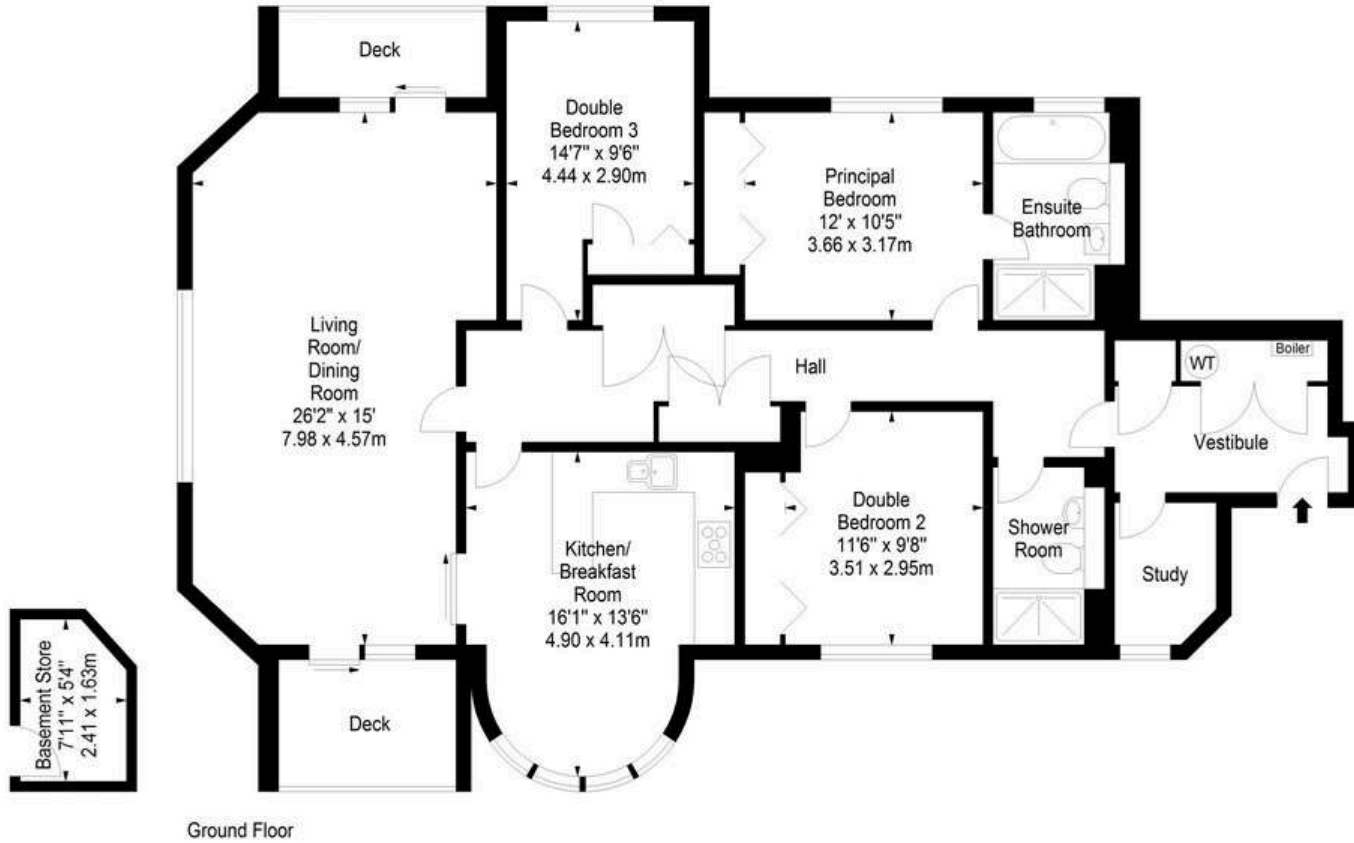 Deck
Double
Bedroom 3
14'7" x 9'6"
4.44 x 2.90m
Principal
Bedroom
12' x 10'5"
3.66 x 3.17m
Ensuite
Bathroom
Living
Room/
Dining
Room
26'2" x 15'
7.98 x 4.57m
Hall
WT
Boiler
Vestibule
Kitchen/
Breakfast
Room
16'1" x 13'6"
4.90 x 4.11m
Double
Bedroom 2
11'6" x 9'8"
3.51 x 2.95m
Shower
Room
Study
Basement Store
7'11" x 5'4"
2.41 x 1.63m
Deck
Ground Floor